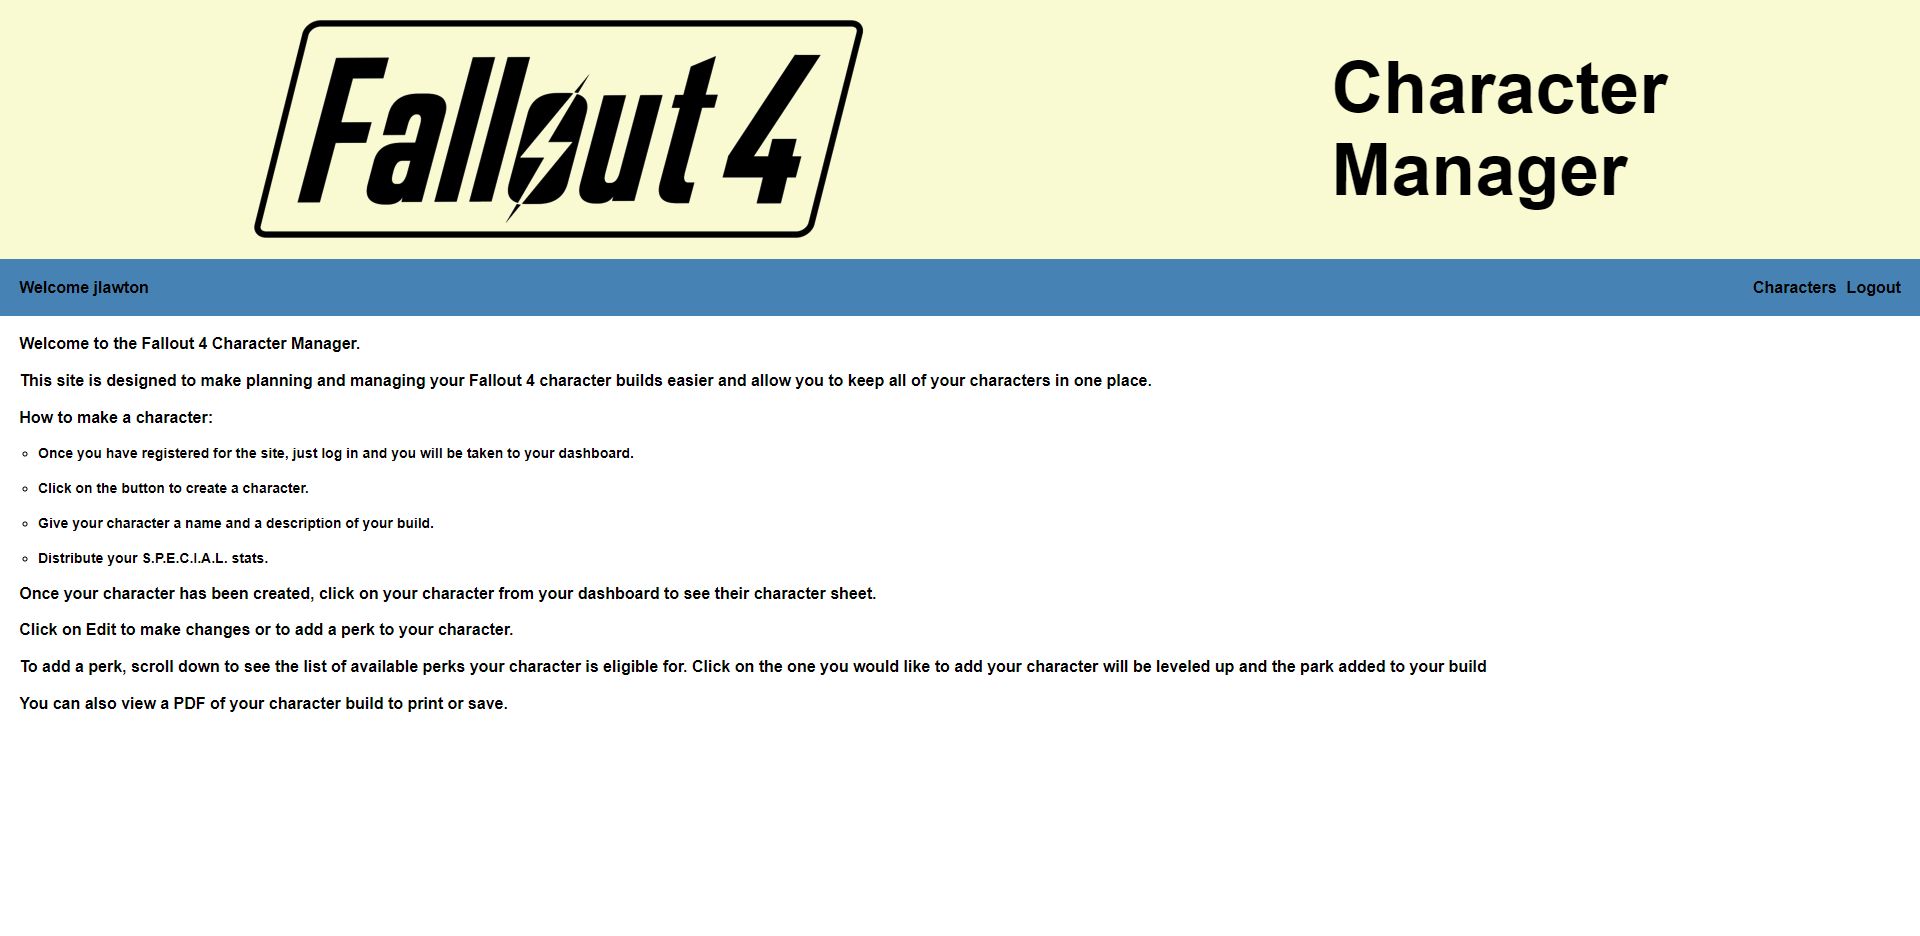 Fallout 4
Character
Manager
Welcome jlawton
Characters Logout
Welcome to the Fallout 4 Character Manager.
This site is designed to make planning and managing your Fallout 4 character builds easier and allow you to keep all of your characters in one place.
How to make a character:
Once you have registered for the site, just log in and you will be taken to your dashboard.
Click on the button to create a character.
Give your character a name and a description of your build.
Distribute your S.P.E.C.I.A.L. stats.
Once your character has been created, click on your character from your dashboard to see their character sheet.
Click on Edit to make changes or to add a perk to your character.
To add a perk, scroll down to see the list of available perks your character is eligible for. Click on the one you would like to add your character will be leveled up and the park added to your build
You can also view a PDF of your character build to print or save.